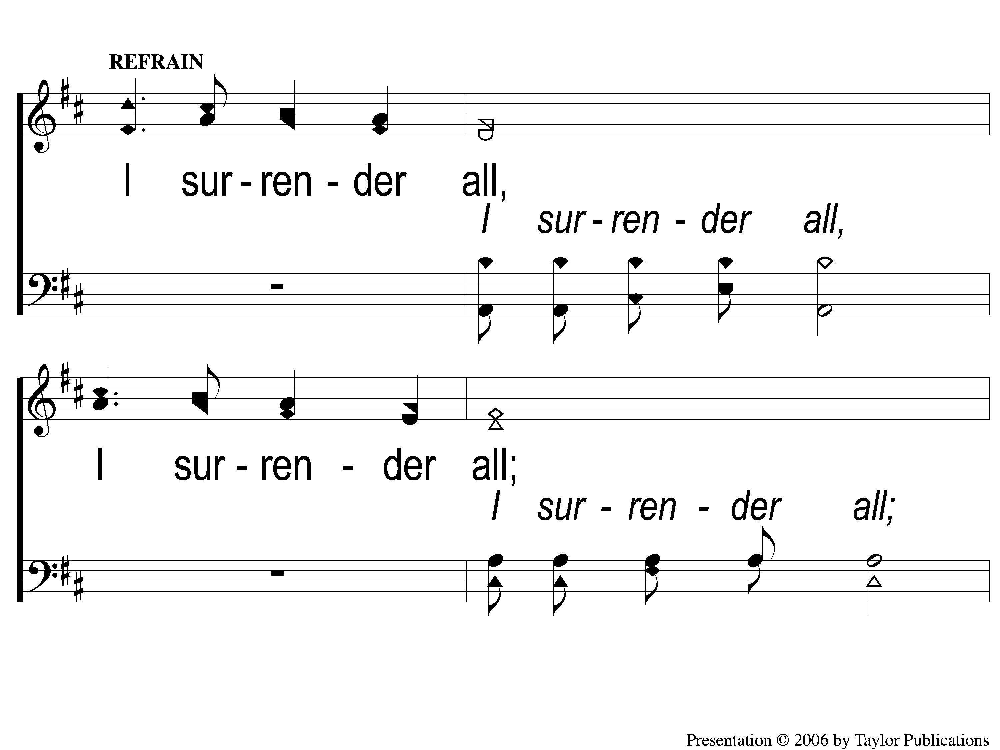 REFRAIN
I sur - ren - der all,
I sur - ren - der all,
I sur - ren - der all;
I sur - ren - der all;
Presentation © 2006 by Taylor Publications